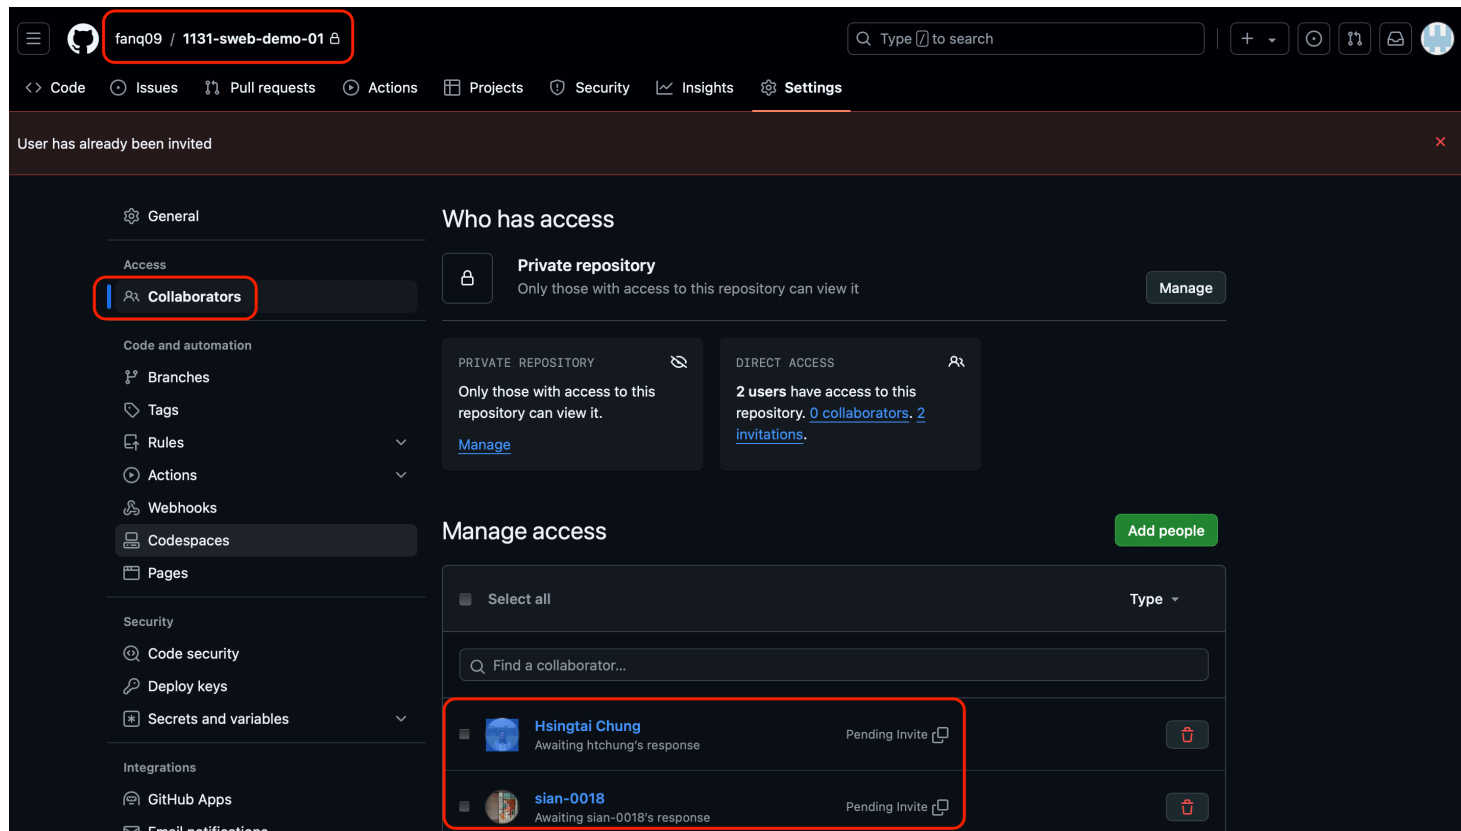 fanq09 / 1131-sweb-demo-01
Type / to search
Code
Issues
Pull requests
Actions
Projects
Security
Insights
Settings
User has already been invited
General
Access
Collaborators
Code and automation
Branches
Tags
Rules
Actions
Webhooks
Codespaces
Pages
Security
Code security
Deploy keys
Secrets and variables
Integrations
GitHub Apps
Email notifications
Who has access
Private repository
Only those with access to this repository can view it
Manage
PRIVATE REPOSITORY
Only those with access to this
repository can view it.
Manage
DIRECT ACCESS
2 users have access to this
repository. 0 collaborators. 2
invitations.
Manage access
Add people
Select all
Type
Find a collaborator...
Hsingtai Chung
Awaiting htchung's response
Pending Invite
sian-0018
Awaiting sian-0018's response
Pending Invite